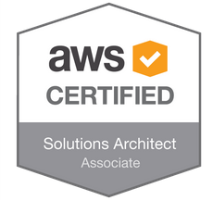 aws
CERTIFIED
Solutions Architect
Associate